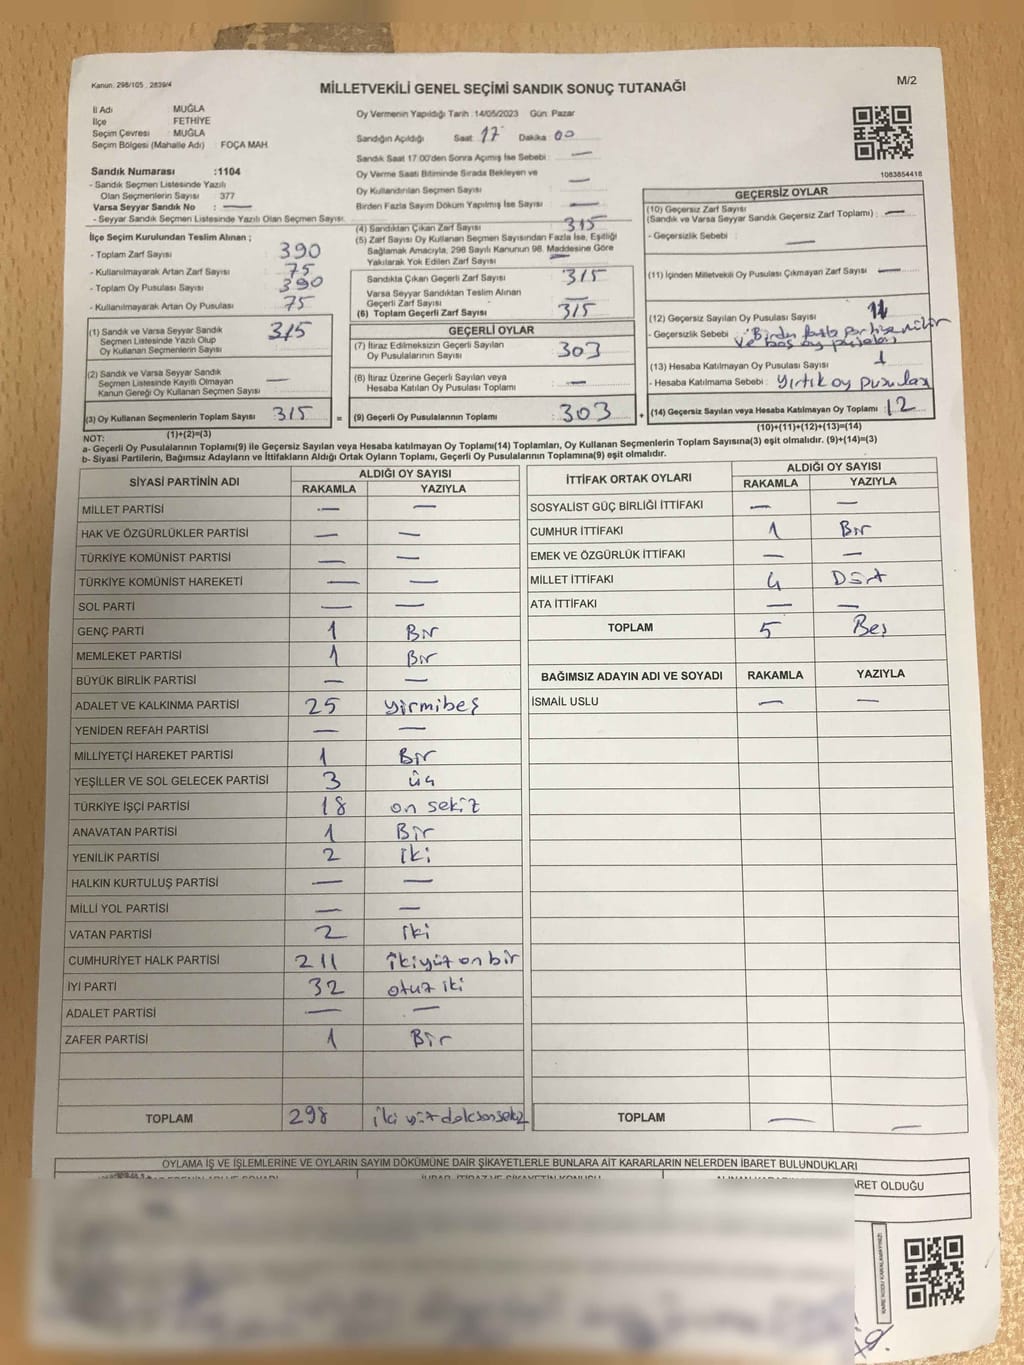 Kanun: 298/105 , 2839/4
MİLLETVEKİLİ GENEL SEÇİMİ SANDIK SONUÇ TUTANAĞI
M/2
İl Adı : MUĞLA
İlçe : FETHİYE
Seçim Çevresi : MUĞLA
Seçim Bölgesi (Mahalle Adı) : FOÇA MAH.
Sandık Numarası :1104
- Sandık Seçmen Listesinde Yazılı
Olan Seçmenlerin Sayısı : 377
Varsa Seyyar Sandık No : —
- Seyyar Sandık Seçmen Listesinde Yazılı Olan Seçmen Sayısı:
Oy Vermenin Yapıldığı Tarih : 14/05/2023 Gün: Pazar
Sandığın Açıldığı Saat 17 Dakika 00
Sandık Saat 17:00'den Sonra Açımış İse Sebebi : —
Oy Verme Saati Bitiminde Sırada Bekleyen ve
Oy Kullandırılan Seçmen Sayısı : —
Birden Fazla Sayım Döküm Yapılmış İse Sayısı : —
1083854418
İlçe Seçim Kurulundan Teslim Alınan ;
- Toplam Zarf Sayısı : 390
- Kullanılmayarak Artan Zarf Sayısı : 75
- Toplam Oy Pusulası Sayısı : 390
- Kullanılmayarak Artan Oy Pusulası : 75
(1) Sandık ve Varsa Seyyar Sandık
Seçmen Listesinde Yazılı Olup
Oy Kullanan Seçmenlerin Sayısı : 315
(2) Sandık ve Varsa Seyyar Sandık
Seçmen Listesinde Kayıtlı Olmayan
Kanun Gereği Oy Kullanan Seçmen Sayısı : —
(3) Oy Kullanan Seçmenlerin Toplam Sayısı : 315
(1)+(2)=(3)
(4) Sandıktan Çıkan Zarf Sayısı : 315
(5) Zarf Sayısı Oy Kullanan Seçmen Sayısından Fazla İse, Eşitliği
Sağlamak Amacıyla, 298 Sayılı Kanunun 98. Maddesine Göre
Yakılarak Yok Edilen Zarf Sayısı : —
Sandıkta Çıkan Geçerli Zarf Sayısı : 315
Varsa Seyyar Sandıktan Teslim Alınan
Geçerli Zarf Sayısı : —
(6) Toplam Geçerli Zarf Sayısı : 315
GEÇERLİ OYLAR
(7) İtiraz Edilmeksizin Geçerli Sayılan
Oy Pusulalarının Sayısı : 303
(8) İtiraz Üzerine Geçerli Sayılan veya
Hesaba Katılan Oy Pusulası Toplamı : —
= (9) Geçerli Oy Pusulalarının Toplamı : 303 +
GEÇERSİZ OYLAR
(10) Geçersiz Zarf Sayısı
(Sandık ve Varsa Seyyar Sandık Geçersiz Zarf Toplamı) : —
- Geçersizlik Sebebi : —
(11) İçinden Milletvekili Oy Pusulası Çıkmayan Zarf Sayısı : —
(12) Geçersiz Sayılan Oy Pusulası Sayısı : 11
- Geçersizlik Sebebi : Birden fazla partiye mühür
ve boş oy pusulası
(13) Hesaba Katılmayan Oy Pusulası Sayısı : 1
- Hesaba Katılmama Sebebi : Yırtık oy pusulası
(14) Geçersiz Sayılan veya Hesaba Katılmayan Oy Toplamı : 12
(10)+(11)+(12)+(13)=(14)
NOT:
a- Geçerli Oy Pusulalarının Toplamı(9) ile Geçersiz Sayılan veya Hesaba katılmayan Oy Toplamı(14) Toplamları, Oy Kullanan Seçmenlerin Toplam Sayısına(3) eşit olmalıdır. (9)+(14)=(3)
b- Siyasi Partilerin, Bağımsız Adayların ve İttifakların Aldığı Ortak Oyların Toplamı, Geçerli Oy Pusulalarının Toplamına(9) eşit olmalıdır.
SİYASİ PARTİNİN ADI ALDIĞI OY SAYISI
RAKAMLA YAZIYLA
MİLLET PARTİSİ — —
HAK VE ÖZGÜRLÜKLER PARTİSİ — —
TÜRKİYE KOMÜNİST PARTİSİ — —
TÜRKİYE KOMÜNİST HAREKETİ — —
SOL PARTİ — —
GENÇ PARTİ 1 Bir
MEMLEKET PARTİSİ 1 Bir
BÜYÜK BİRLİK PARTİSİ — —
ADALET VE KALKINMA PARTİSİ 25 yirmibeş
YENİDEN REFAH PARTİSİ — —
MİLLİYETÇİ HAREKET PARTİSİ 1 Bir
YEŞİLLER VE SOL GELECEK PARTİSİ 3 üç
TÜRKİYE İŞÇİ PARTİSİ 18 on sekiz
ANAVATAN PARTİSİ 1 Bir
YENİLİK PARTİSİ 2 iki
HALKIN KURTULUŞ PARTİSİ — —
MİLLİ YOL PARTİSİ — —
VATAN PARTİSİ 2 iki
CUMHURİYET HALK PARTİSİ 211 ikiyüz on bir
İYİ PARTİ 32 otuz iki
ADALET PARTİSİ — —
ZAFER PARTİSİ 1 Bir
TOPLAM 298 iki yüz doksan sekiz
İTTİFAK ORTAK OYLARI ALDIĞI OY SAYISI
RAKAMLA YAZIYLA
SOSYALİST GÜÇ BİRLİĞİ İTTİFAKI — —
CUMHUR İTTİFAKI 1 Bir
EMEK VE ÖZGÜRLÜK İTTİFAKI — —
MİLLET İTTİFAKI 4 Dört
ATA İTTİFAKI — —
TOPLAM 5 Beş
BAĞIMSIZ ADAYIN ADI VE SOYADI RAKAMLA YAZIYLA
İSMAİL USLU — —
TOPLAM — —
OYLAMA İŞ VE İŞLEMLERİNE VE OYLARIN SAYIM DÖKÜMÜNE DAİR ŞİKAYETLERLE BUNLARA AİT KARARLARIN NELERDEN İBARET BULUNDUKLARI